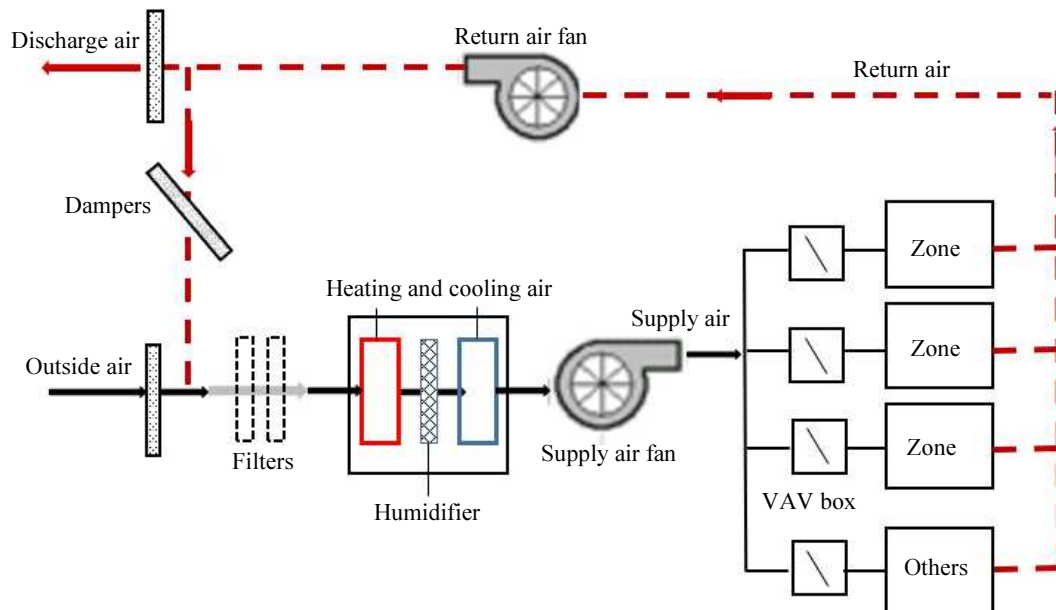 Discharge air
Return air fan
Return air
Dampers
Zone
Heating and cooling air
Supply air
Outside air
Zone
Filters
Supply air fan
Zone
VAV box
Humidifier
Others